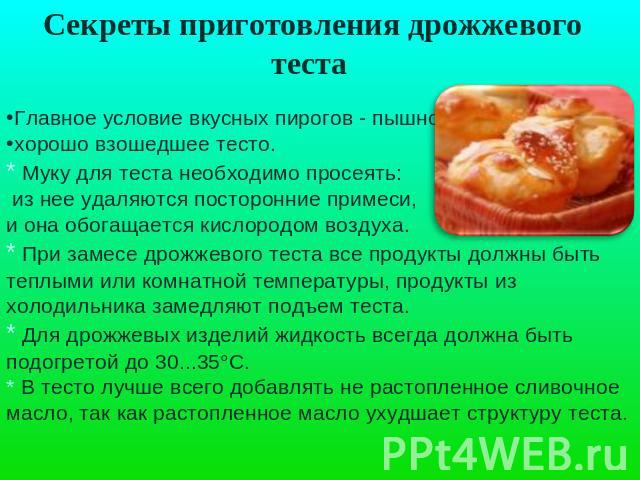 Секреты приготовления дрожжевого
теста
•Главное условие вкусных пирогов -
•хорошо взошедшее тесто.
* Муку для теста необходимо просеять:
из нее удаляются посторонние примеси,
и она обогащается кислородом воздуха.
* При замесе дрожжевого теста все продукты должны быть
теплыми или комнатной температуры, продукты из
холодильника замедляют подъем теста.
* Для дрожжевых изделий жидкость всегда должна быть
подогретой до 30...35°С.
* В тесто лучше всего добавлять не растопленное сливочное
масло, так как растопленное масло ухудшает структуру теста.
PPt4WEB.ru